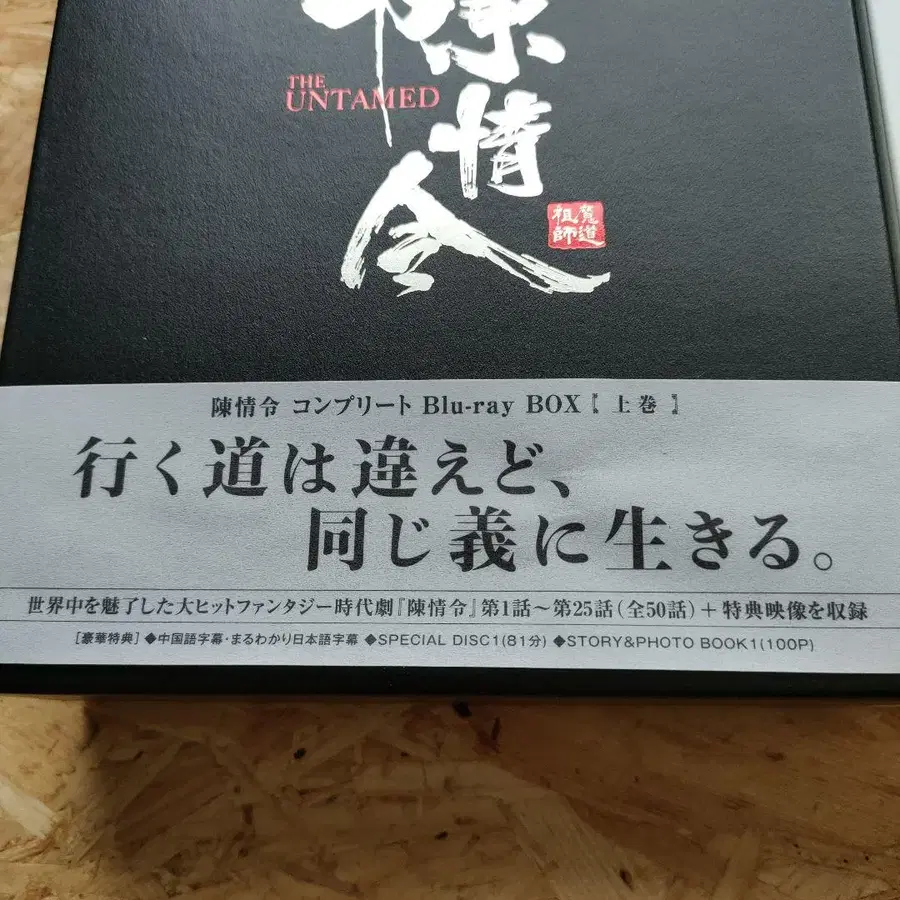 陳情令
THE
UNTAMED
魔道
祖師
陳情令 コンプリート Blu-ray BOX『 上巻 』
行く道は違えど、
同じ義に生きる。
世界中を魅了した大ヒットファンタジー時代劇『陳情令』第1話〜第25話(全50話)+特典映像を収録
[豪華特典] ◆中国語字幕・まるわかり日本語字幕 ◆SPECIAL DISC1(81分) ◆STORY&PHOTO BOOK1(100P)